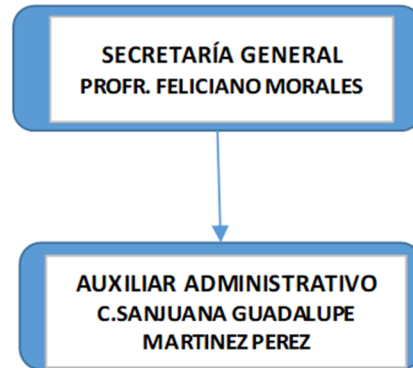 SECRETARÍA GENERAL
PROFR. FELICIANO MORALES
AUXILIAR ADMINISTRATIVO
C.SANJUANA GUADALUPE
MARTINEZ PEREZ